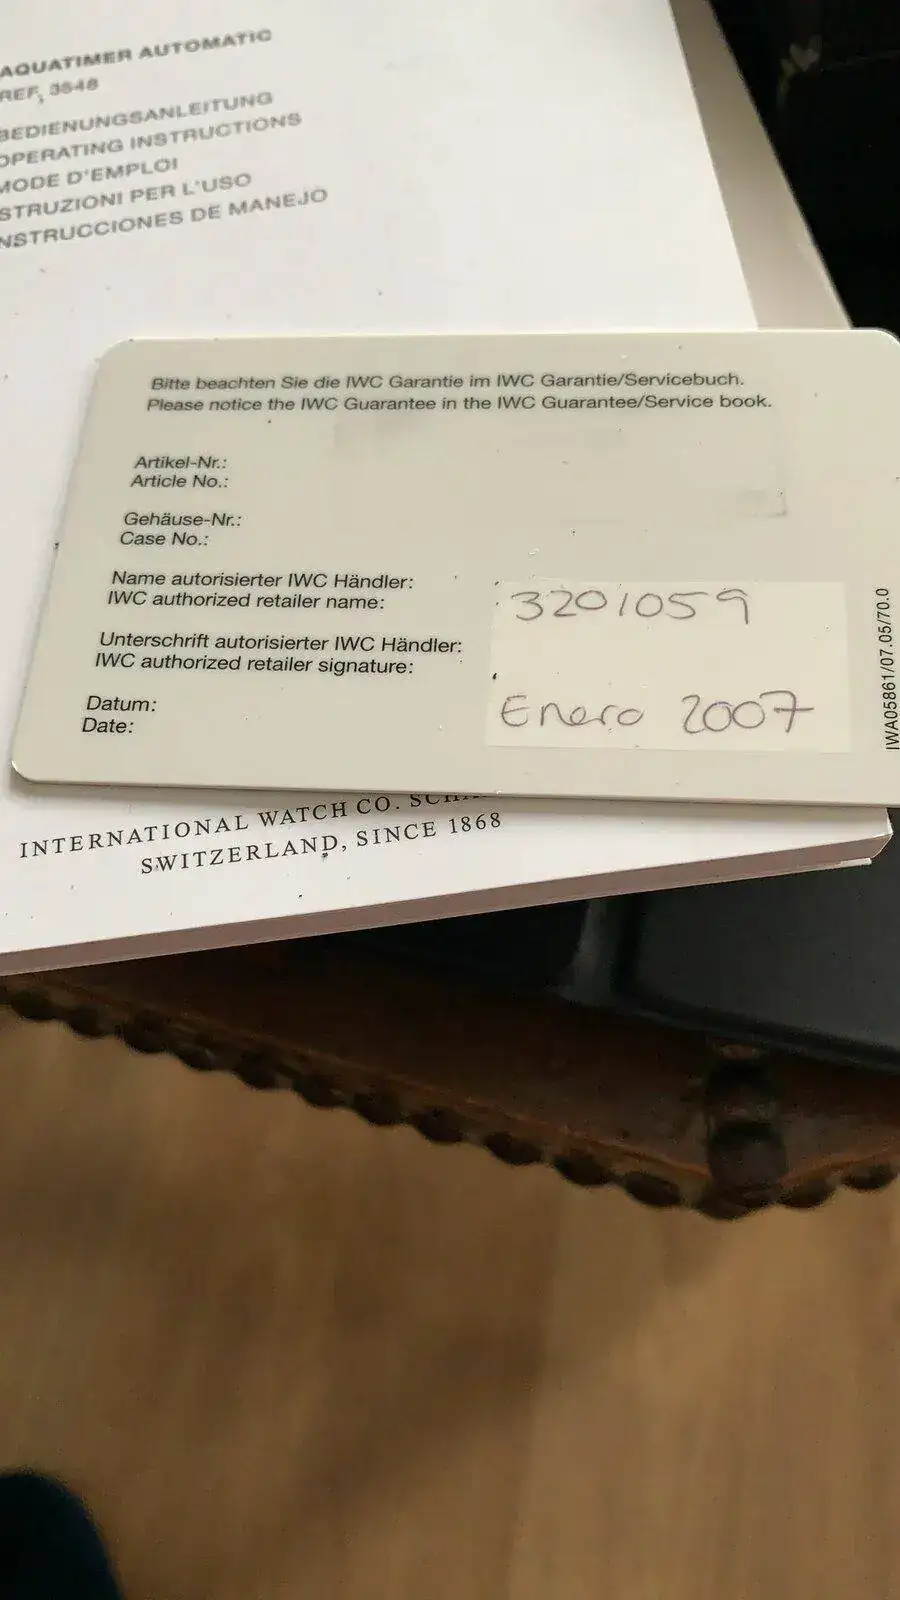 AQUATIMER AUTOMATIC
REF. 3548
BEDIENUNGSANLEITUNG
OPERATING INSTRUCTIONS
MODE D'EMPLOI
STRUZIONI PER L'USO
NSTRUCCIONES DE MANEJO
Bitte beachten Sie die IWC Garantie im IWC Garantie/Servicebuch.
Please notice the IWC Guarantee in the IWC Guarantee/Service book.
Artikel-Nr.:
Article No.:
Gehäuse-Nr.:
Case No.:
Name autorisierter IWC Händler:
IWC authorized retailer name:
3201059
Unterschrift autorisierter IWC Händler:
IWC authorized retailer signature:
Datum:
Date:
Enero 2007
IWA05861/07.05/70.0
INTERNATIONAL WATCH CO.
SWITZERLAND, SINCE 1868